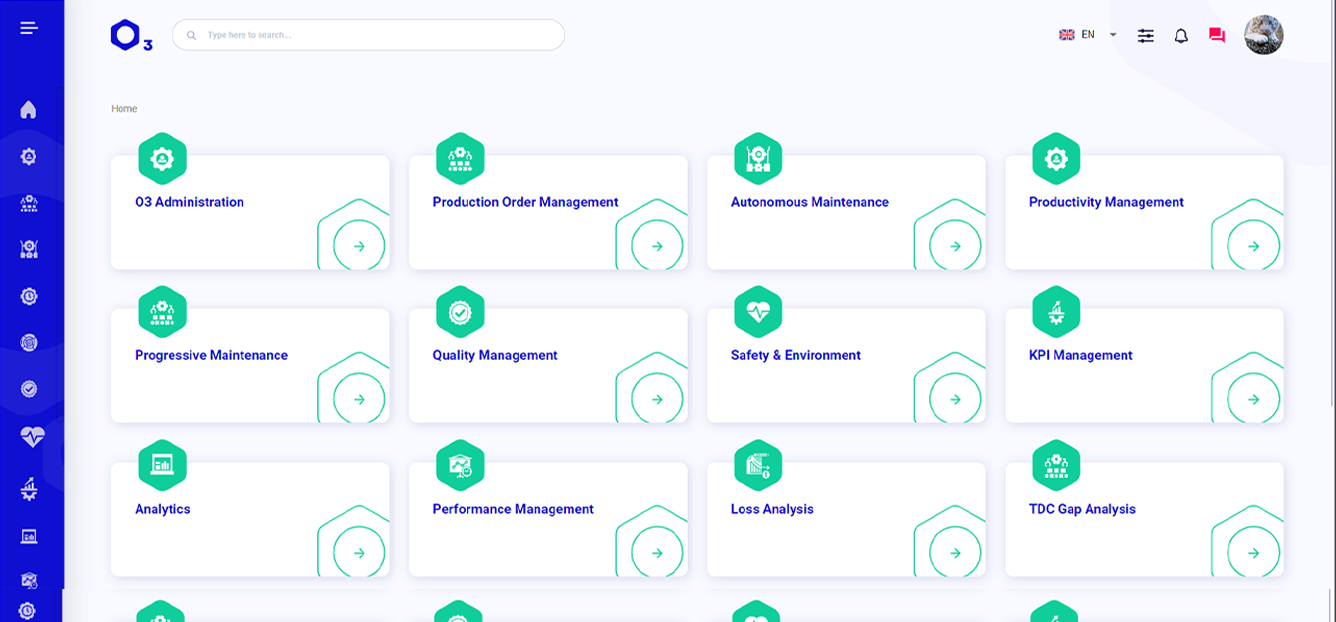 O3
Type here to search...
EN
Home
O3 Administration
Production Order Management
Autonomous Maintenance
Productivity Management
Progressive Maintenance
Quality Management
Safety & Environment
KPI Management
Analytics
Performance Management
Loss Analysis
TDC Gap Analysis